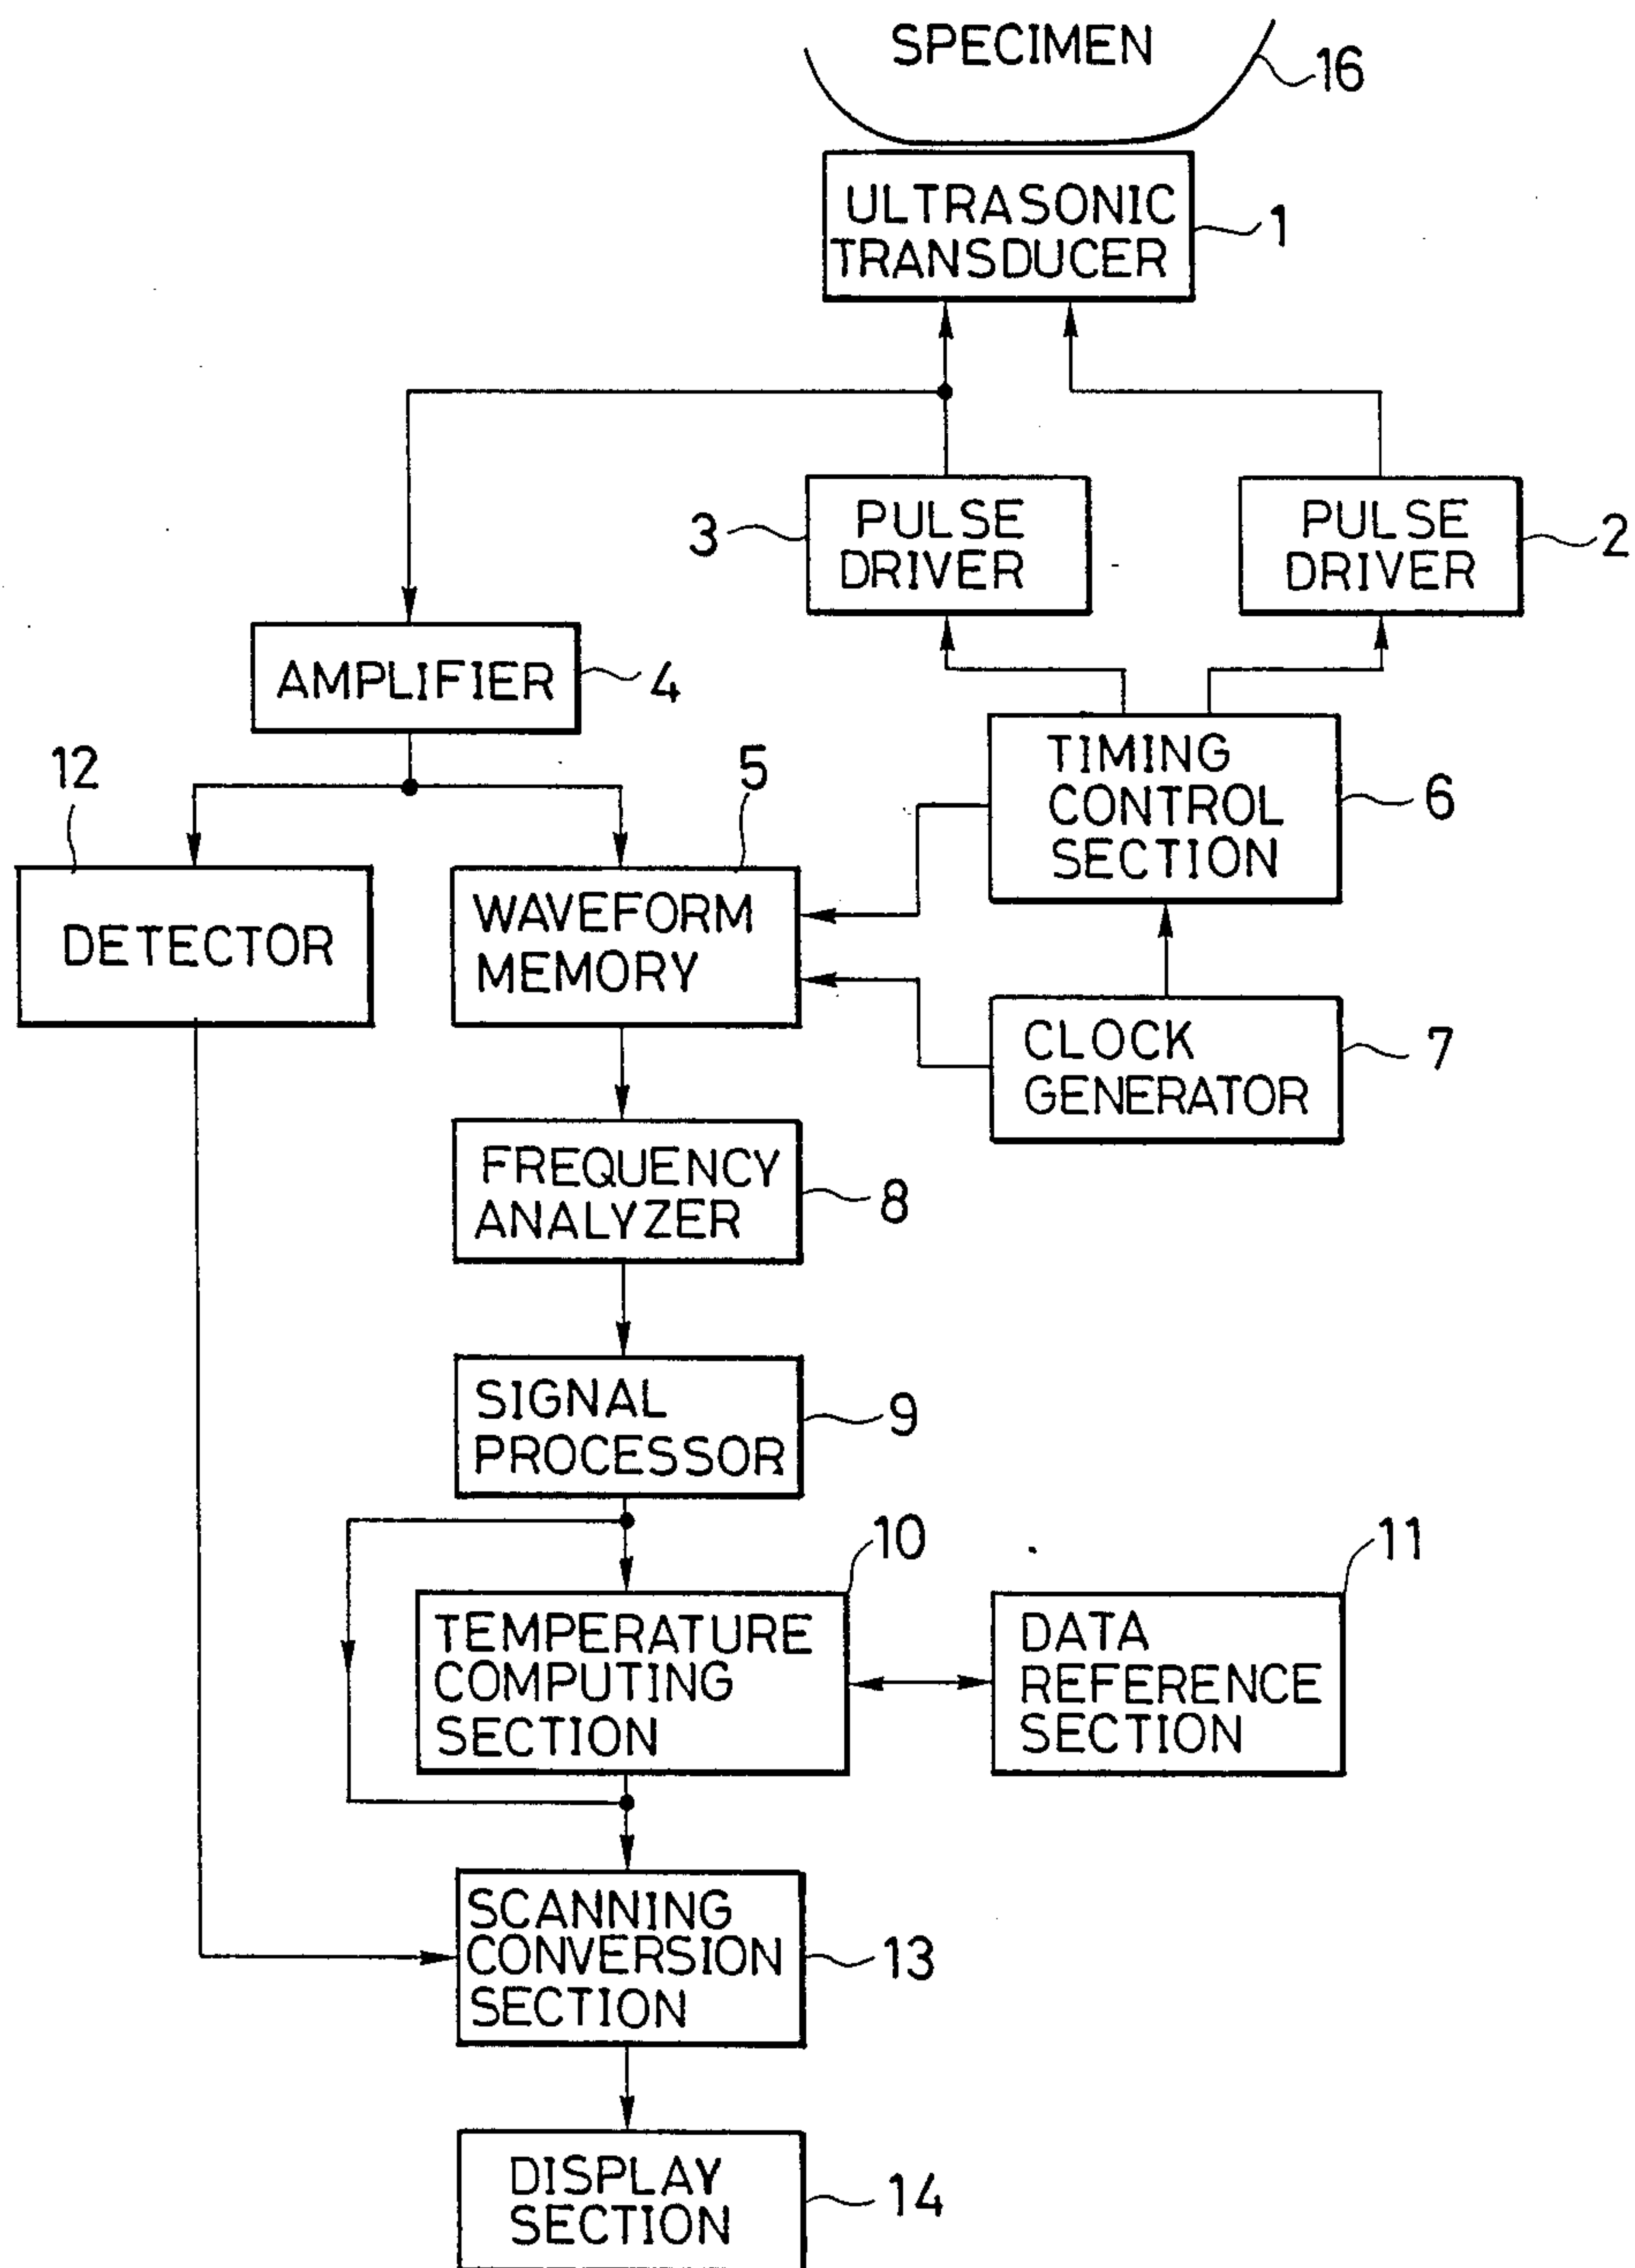 SPECIMEN
16
ULTRASONIC
TRANSDUCER
1
3
PULSE
DRIVER
PULSE
DRIVER
2
AMPLIFIER
4
12
5
TIMING
CONTROL
SECTION
6
DETECTOR
WAVEFORM
MEMORY
CLOCK
GENERATOR
7
FREQUENCY
ANALYZER
8
SIGNAL
PROCESSOR
9
10
11
TEMPERATURE
COMPUTING
SECTION
DATA
REFERENCE
SECTION
SCANNING
CONVERSION
SECTION
13
DISPLAY
SECTION
14